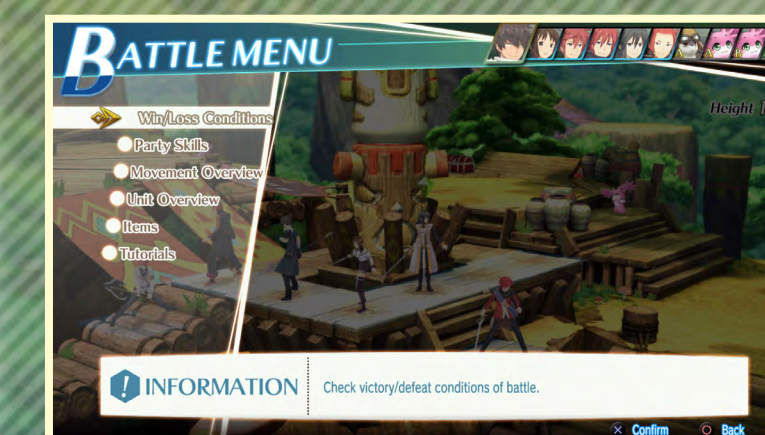 BATTLE MENU
Height
Win/Loss Conditions
Party Skills
Movement Overview
Unit Overview
Items
Tutorials
INFORMATION
Check victory/defeat conditions of battle.
Confirm
Back